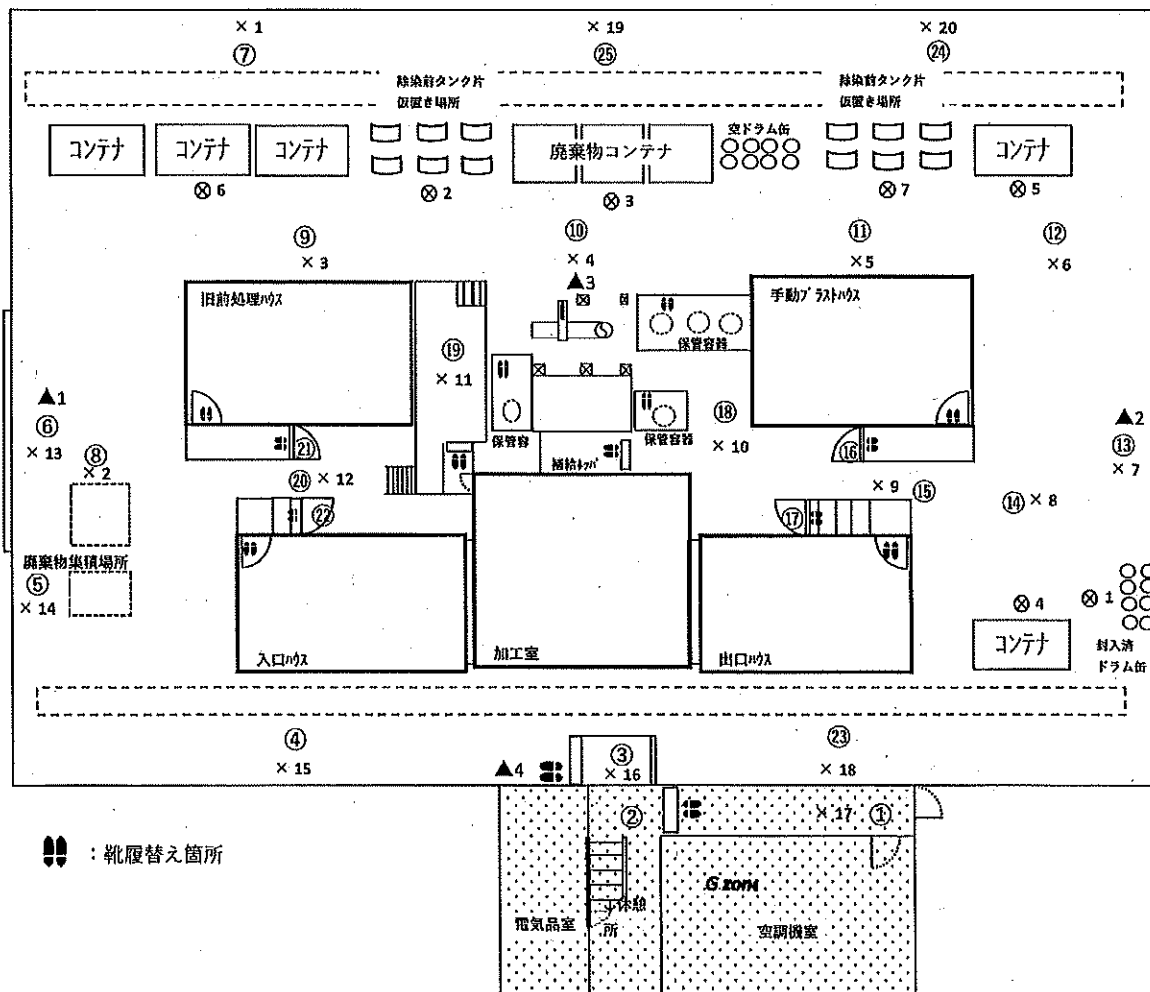 × 1
× 19
× 20
⑦
㉕
㉔
除染前タンク片
仮置き場所
除染前タンク片
仮置き場所
コンテナ
コンテナ
コンテナ
廃棄物コンテナ
空ドラム缶
コンテナ
⊗ 6
⊗ 2
⊗ 3
⊗ 7
⊗ 5
⑨
⑩
⑪
⑫
× 3
× 4
× 5
× 6
▲3
旧前処理ハウス
手動ブラストハウス
保管容器
⑲
× 11
▲1
⑥
× 13
⑧
× 2
保管容
保管容器
⑱
× 10
▲2
⑬
× 7
㉑
⑯
⑳
× 12
× 9
⑮
⑭
× 8
㉒
⑰
廃棄物集積場所
⑤
× 14
⊗ 4
⊗ 1
コンテナ
封入済
ドラム缶
入口ハウス
加工室
出口ハウス
④
× 15
▲4
③
× 16
㉓
× 18
②
× 17
①
: 靴履替え箇所
G zone
休憩
所
電気品室
空調機室